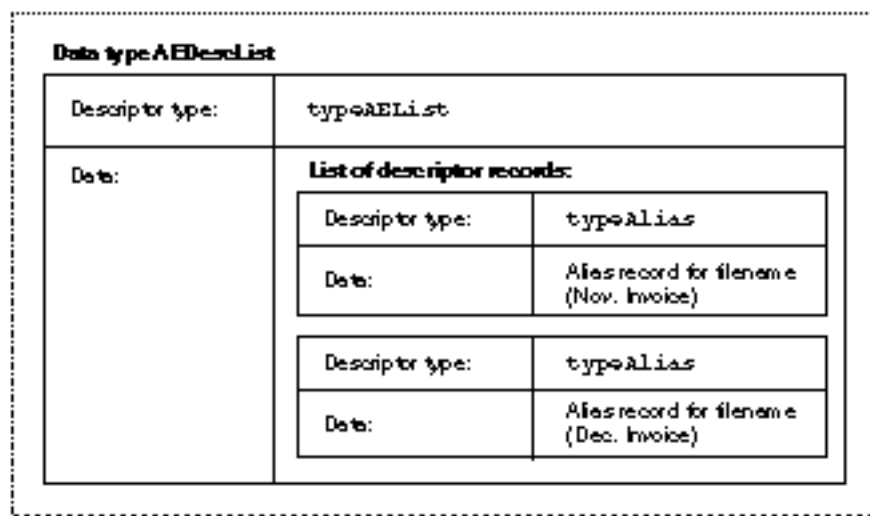 Data type AEDescList
Descriptor type: typeAEList
Data: List of descriptor records:
Descriptor type: typeAlias
Data: Alias record for filename
(Nov. Invoice)
Descriptor type: typeAlias
Data: Alias record for filename
(Dec. Invoice)